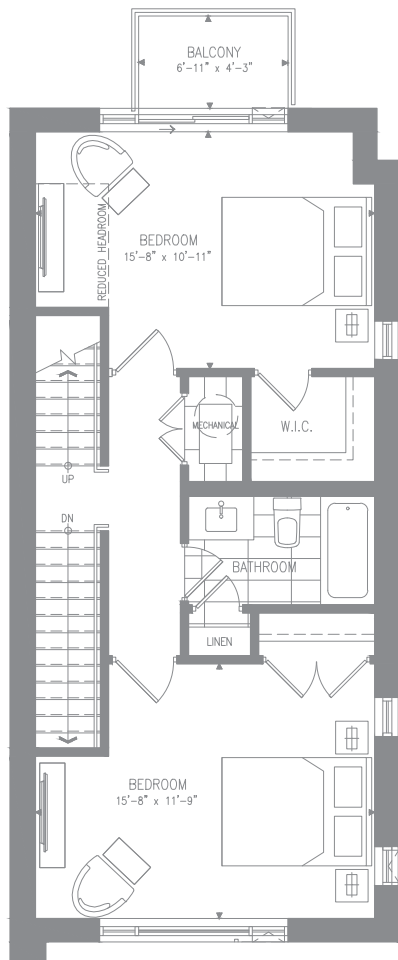 BALCONY
6'-11" x 4'-3"
REDUCED HEADROOM
BEDROOM
15'-8" x 10'-11"
MECHANICAL
W.I.C.
UP
DN
BATHROOM
LINEN
BEDROOM
15'-8" x 11'-9"